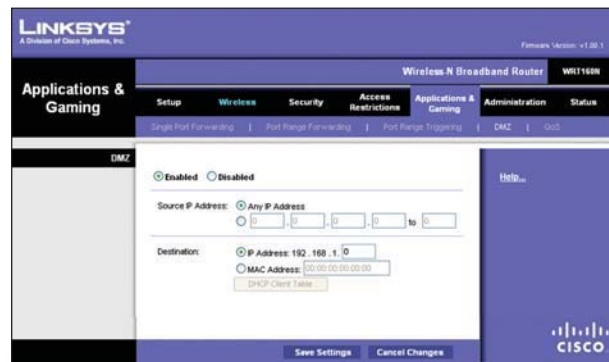 LINKSYS®
A Division of Cisco Systems, Inc.
Firmware Version: v1.00.1
Wireless-N Broadband Router WRT160N
Applications & Gaming
Setup Wireless Security Access Restrictions Applications & Gaming Administration Status
Single Port Forwarding | Port Range Forwarding | Port Range Triggering | DMZ | QoS
DMZ
Enabled Disabled
Help...
Source IP Address: Any IP Address
0 . 0 . 0 . 0 to 0
Destination: IP Address: 192 . 168 . 1. 0
MAC Address: 00:00:00:00:00:00
DHCP Client Table
Save Settings Cancel Changes
CISCO